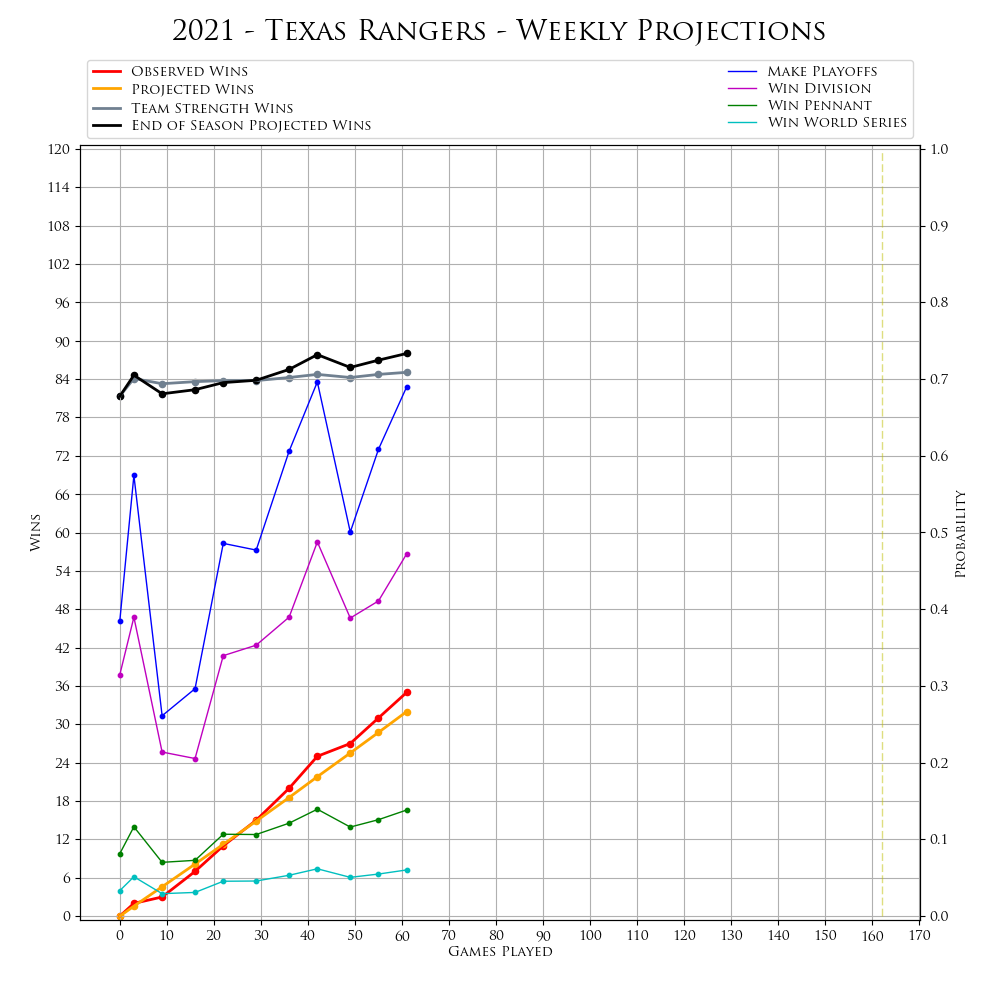 2021 - Texas Rangers - Weekly Projections
Observed Wins
Projected Wins
Team Strength Wins
End of Season Projected Wins
Make Playoffs
Win Division
Win Pennant
Win World Series
120
114
108
102
96
90
84
78
72
66
60
54
48
42
36
30
24
18
12
6
0
Wins
1.0
0.9
0.8
0.7
0.6
0.5
0.4
0.3
0.2
0.1
0.0
Probability
0 10 20 30 40 50 60 70 80 90 100 110 120 130 140 150 160 170
Games Played